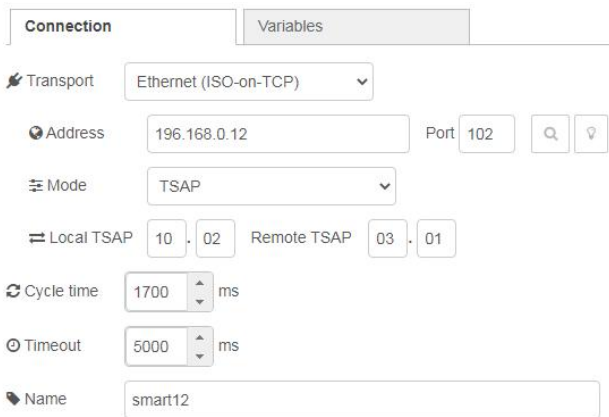 Connection Variables
Transport Ethernet (ISO-on-TCP)
Address 196.168.0.12 Port 102
Mode TSAP
Local TSAP 10 . 02 Remote TSAP 03 . 01
Cycle time 1700 ms
Timeout 5000 ms
Name smart12